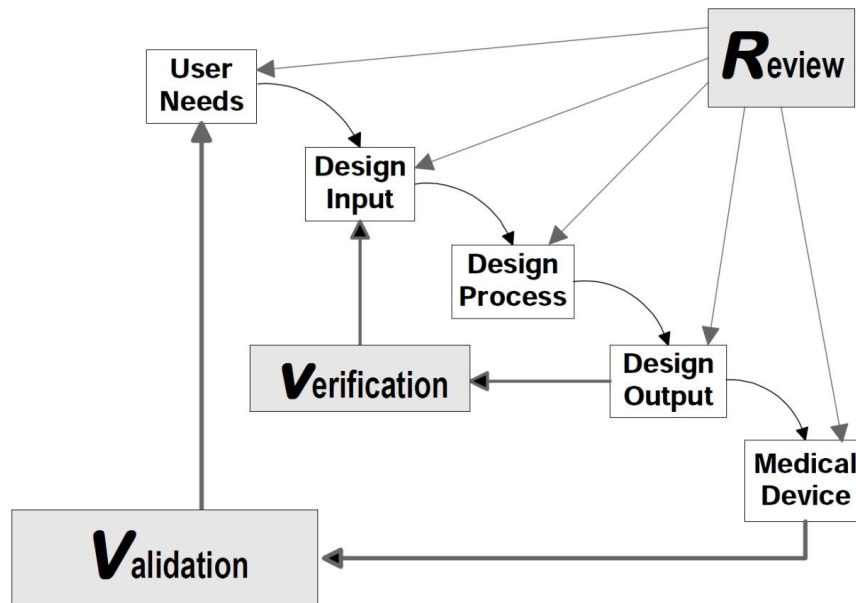 User
Needs
Review
Design
Input
Design
Process
Verification
Design
Output
Medical
Device
Validation